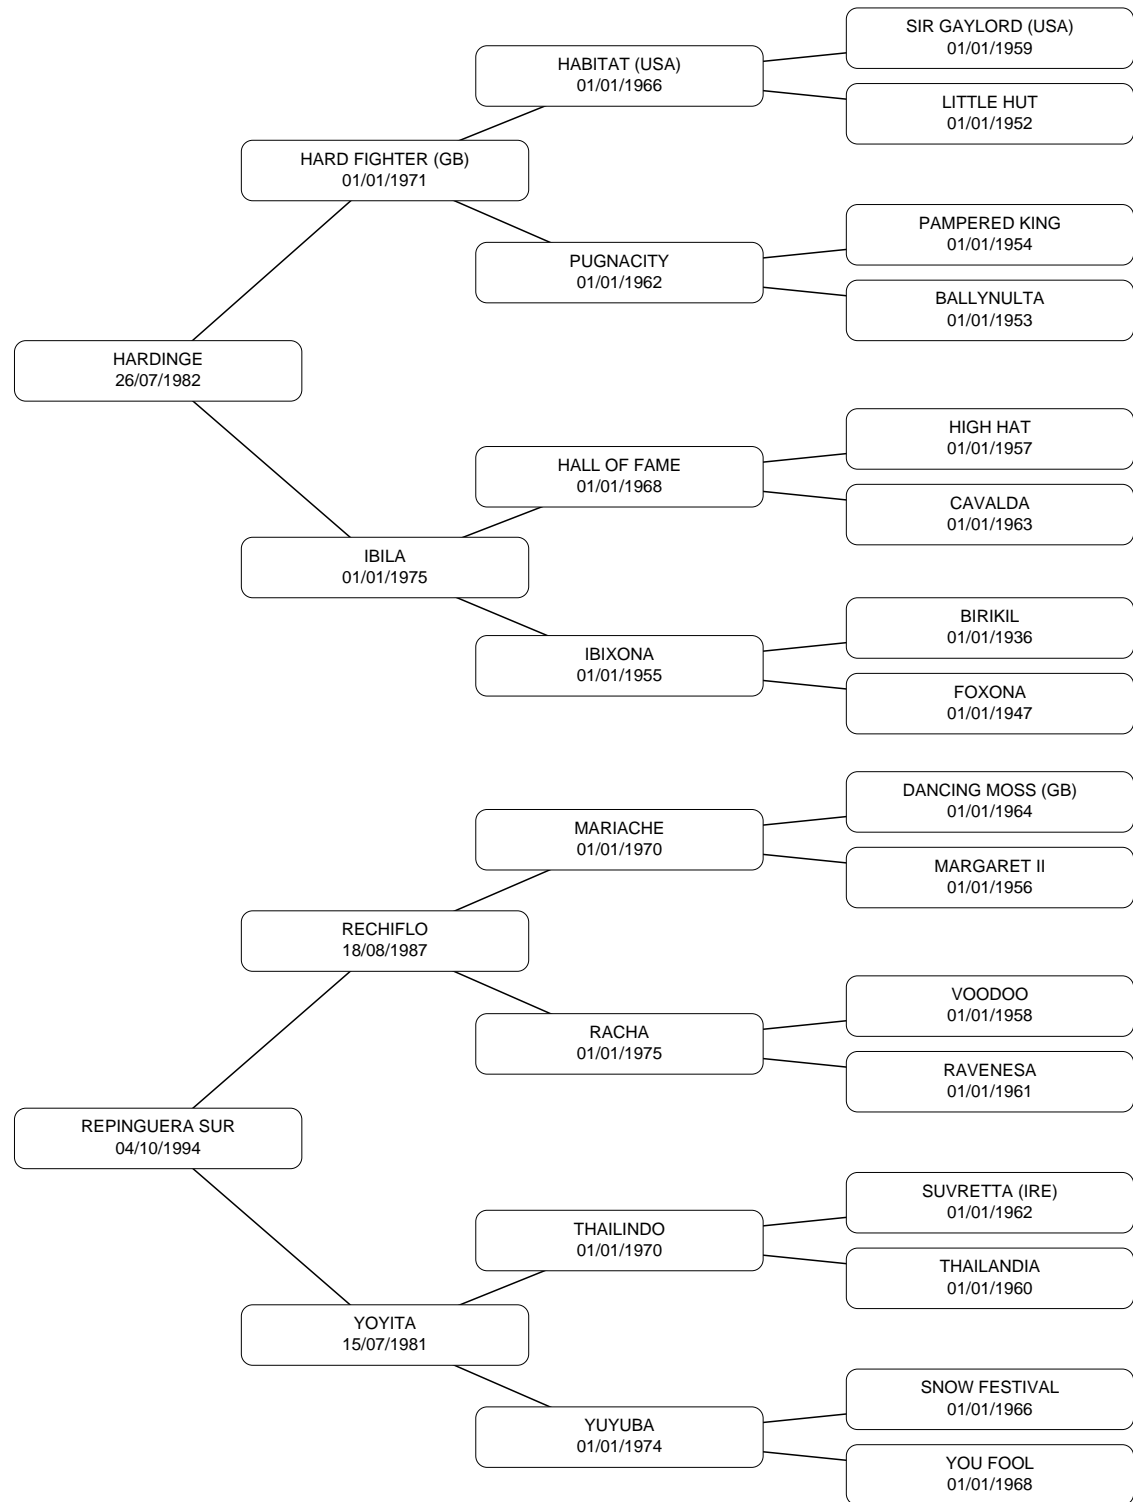 SIR GAYLORD (USA)
01/01/1959
HABITAT (USA)
01/01/1966
LITTLE HUT
01/01/1952
HARD FIGHTER (GB)
01/01/1971
PAMPERED KING
01/01/1954
PUGNACITY
01/01/1962
BALLYNULTA
01/01/1953
HARDINGE
26/07/1982
HIGH HAT
01/01/1957
HALL OF FAME
01/01/1968
CAVALDA
01/01/1963
IBILA
01/01/1975
BIRIKIL
01/01/1936
IBIXONA
01/01/1955
FOXONA
01/01/1947
DANCING MOSS (GB)
01/01/1964
MARIACHE
01/01/1970
MARGARET II
01/01/1956
RECHIFLO
18/08/1987
VOODOO
01/01/1958
RACHA
01/01/1975
RAVENESA
01/01/1961
REPINGUERA SUR
04/10/1994
SUVRETTA (IRE)
01/01/1962
THAILINDO
01/01/1970
THAILANDIA
01/01/1960
YOYITA
15/07/1981
SNOW FESTIVAL
01/01/1966
YUYUBA
01/01/1974
YOU FOOL
01/01/1968